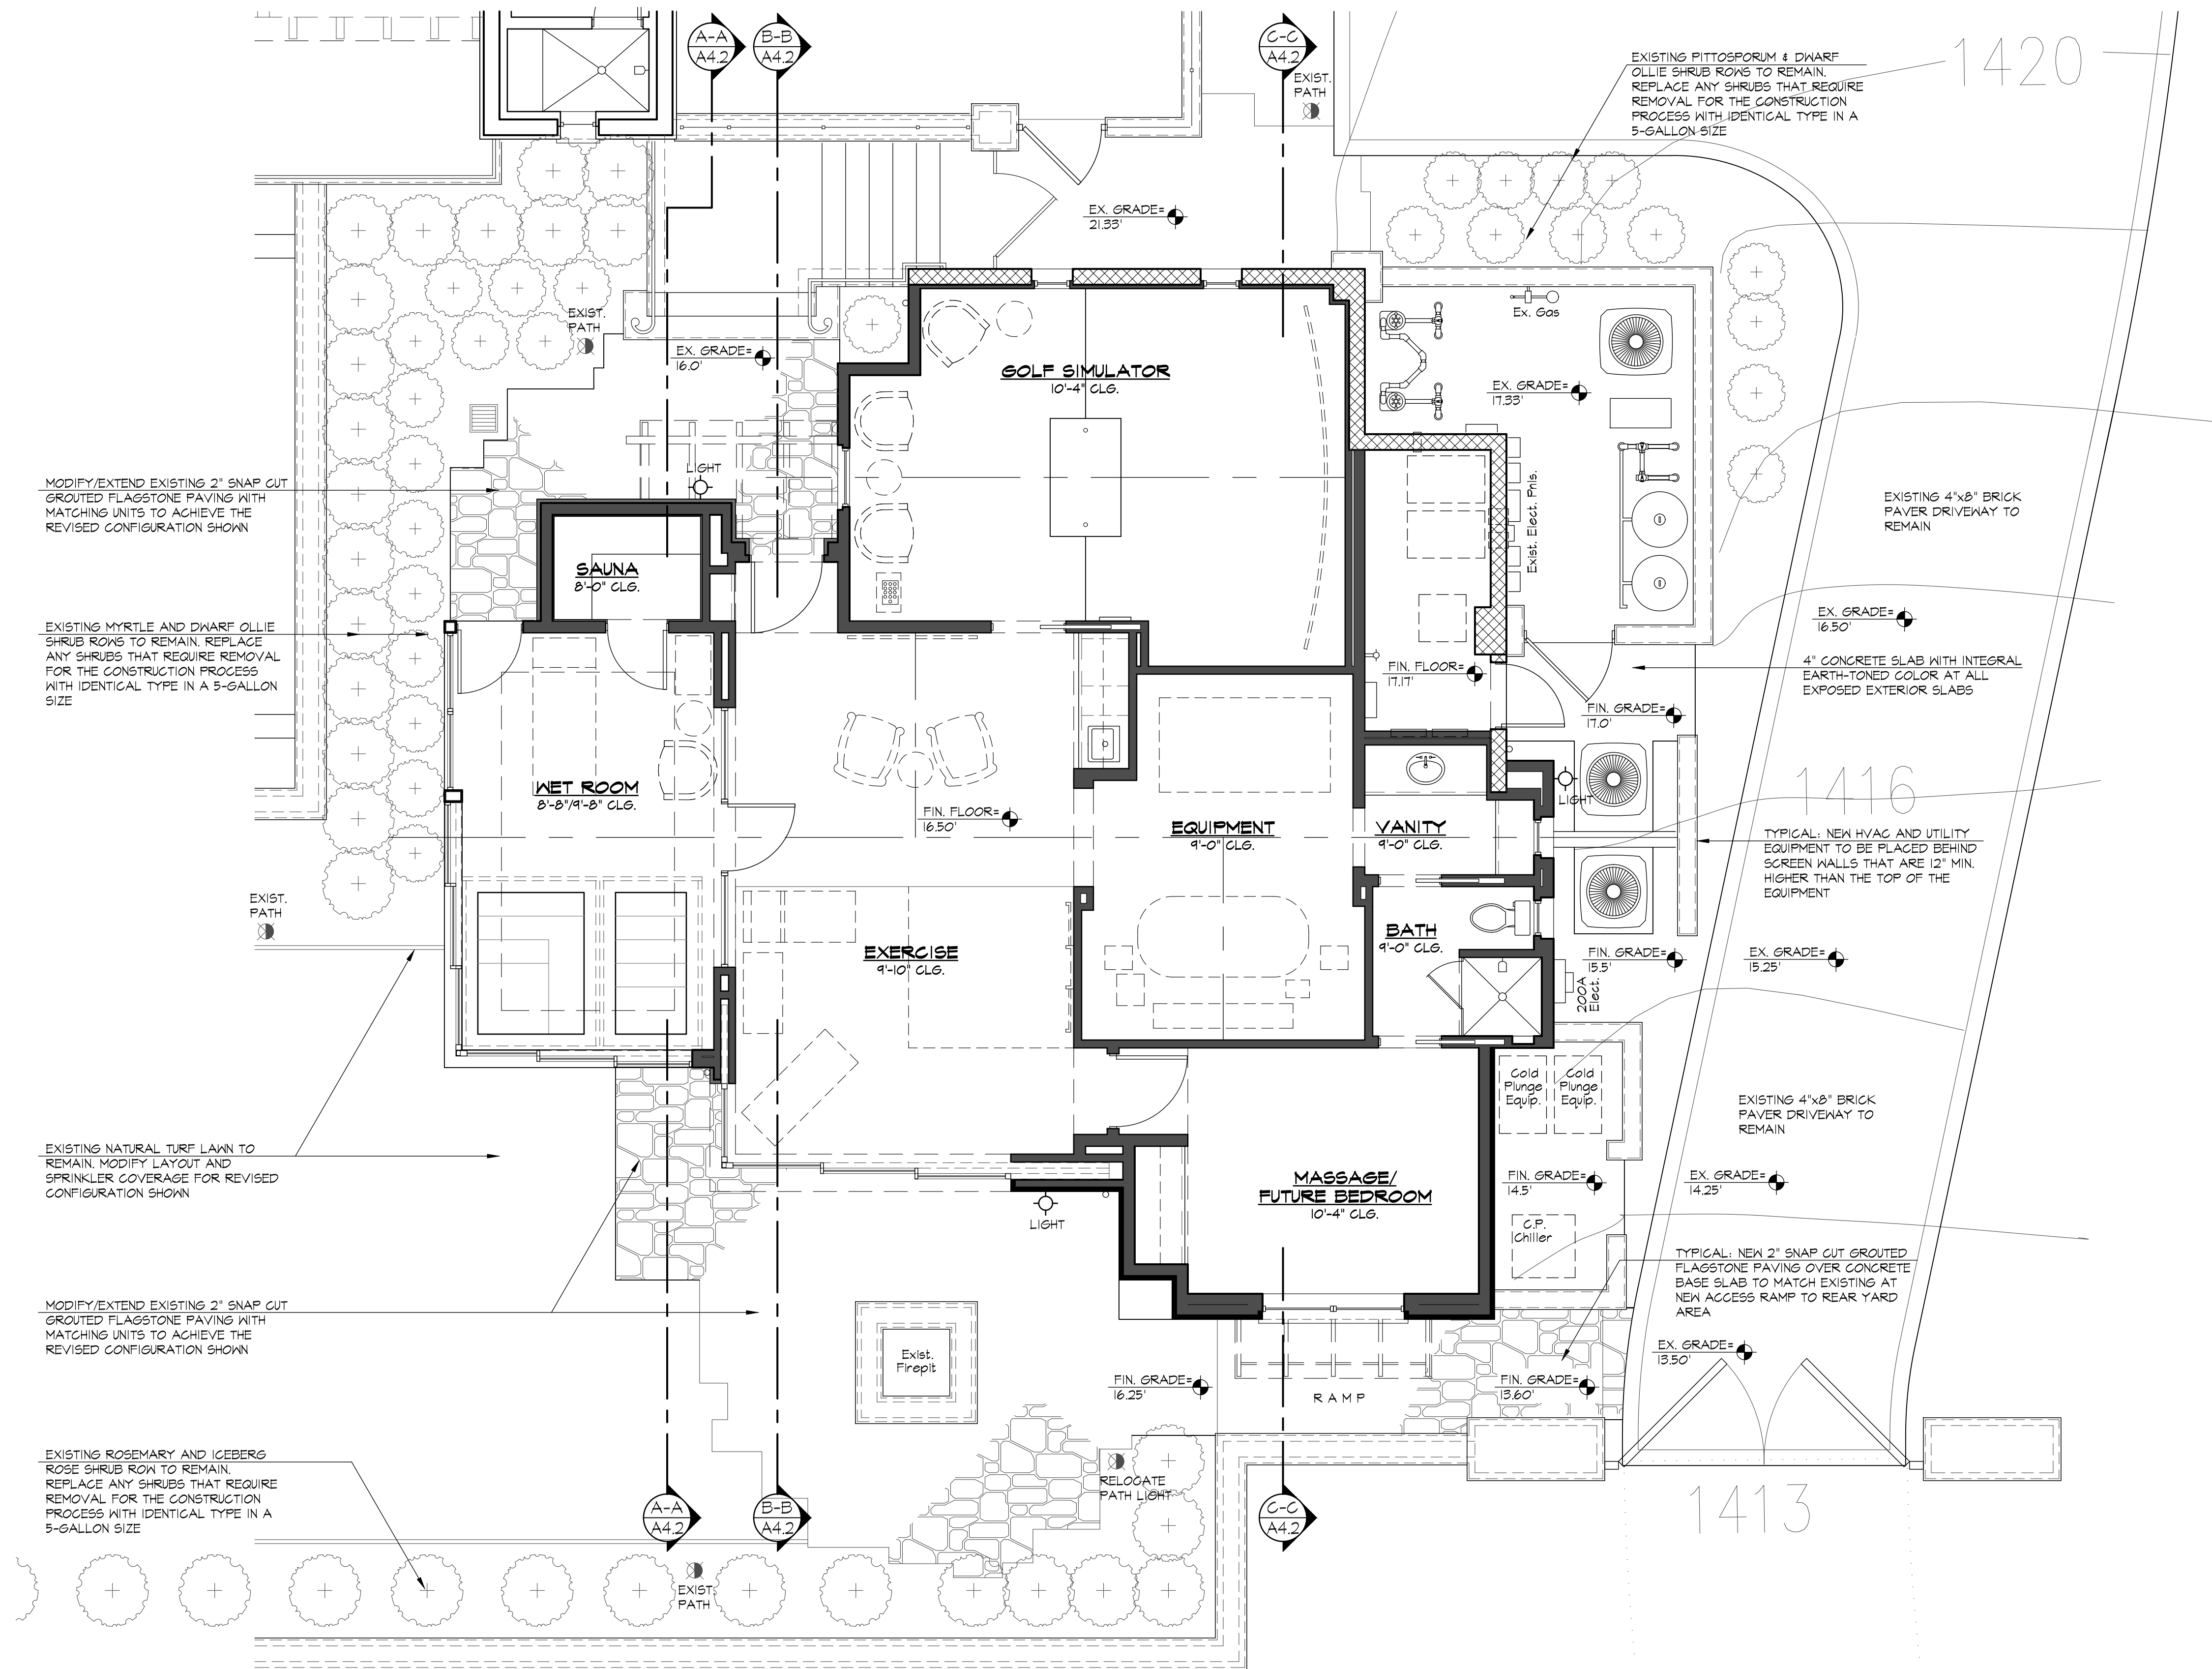 A-A
A4.2
B-B
A4.2
C-C
A4.2
EXIST.
PATH
EXISTING PITTOSPORUM & DWARF
OLLIE SHRUB ROWS TO REMAIN.
REPLACE ANY SHRUBS THAT REQUIRE
REMOVAL FOR THE CONSTRUCTION
PROCESS WITH IDENTICAL TYPE IN A
5-GALLON SIZE
1420
EX. GRADE=
21.33'
EXIST.
PATH
EX. GRADE=
16.0'
Ex. Gas
EX. GRADE=
17.33'
GOLF SIMULATOR
10'-4" CLG.
LIGHT
MODIFY/EXTEND EXISTING 2" SNAP CUT
GROUTED FLAGSTONE PAVING WITH
MATCHING UNITS TO ACHIEVE THE
REVISED CONFIGURATION SHOWN
Exist. Elect. Pnls.
EXISTING 4"x8" BRICK
PAVER DRIVEWAY TO
REMAIN
SAUNA
8'-0" CLG.
EX. GRADE=
16.50'
EXISTING MYRTLE AND DWARF OLLIE
SHRUB ROWS TO REMAIN. REPLACE
ANY SHRUBS THAT REQUIRE REMOVAL
FOR THE CONSTRUCTION PROCESS
WITH IDENTICAL TYPE IN A 5-GALLON
SIZE
FIN. FLOOR=
17.17'
4" CONCRETE SLAB WITH INTEGRAL
EARTH-TONED COLOR AT ALL
EXPOSED EXTERIOR SLABS
FIN. GRADE=
17.0'
WET ROOM
8'-8"/9'-8" CLG.
FIN. FLOOR=
16.50'
EQUIPMENT
9'-0" CLG.
VANITY
9'-0" CLG.
LIGHT
1416
TYPICAL: NEW HVAC AND UTILITY
EQUIPMENT TO BE PLACED BEHIND
SCREEN WALLS THAT ARE 12" MIN.
HIGHER THAN THE TOP OF THE
EQUIPMENT
EXIST.
PATH
EXERCISE
9'-10" CLG.
BATH
9'-0" CLG.
FIN. GRADE=
15.5'
EX. GRADE=
15.25'
200A
Elect.
Cold
Plunge
Equip.
Cold
Plunge
Equip.
EXISTING 4"x8" BRICK
PAVER DRIVEWAY TO
REMAIN
EXISTING NATURAL TURF LAWN TO
REMAIN. MODIFY LAYOUT AND
SPRINKLER COVERAGE FOR REVISED
CONFIGURATION SHOWN
MASSAGE/
FUTURE BEDROOM
10'-4" CLG.
FIN. GRADE=
14.5'
EX. GRADE=
14.25'
LIGHT
C.P.
Chiller
TYPICAL: NEW 2" SNAP CUT GROUTED
FLAGSTONE PAVING OVER CONCRETE
BASE SLAB TO MATCH EXISTING AT
NEW ACCESS RAMP TO REAR YARD
AREA
MODIFY/EXTEND EXISTING 2" SNAP CUT
GROUTED FLAGSTONE PAVING WITH
MATCHING UNITS TO ACHIEVE THE
REVISED CONFIGURATION SHOWN
Exist.
Firepit
EX. GRADE=
13.50'
FIN. GRADE=
16.25'
RAMP
FIN. GRADE=
13.60'
EXISTING ROSEMARY AND ICEBERG
ROSE SHRUB ROW TO REMAIN.
REPLACE ANY SHRUBS THAT REQUIRE
REMOVAL FOR THE CONSTRUCTION
PROCESS WITH IDENTICAL TYPE IN A
5-GALLON SIZE
RELOCATE
PATH LIGHT
A-A
A4.2
B-B
A4.2
C-C
A4.2
1413
EXIST.
PATH